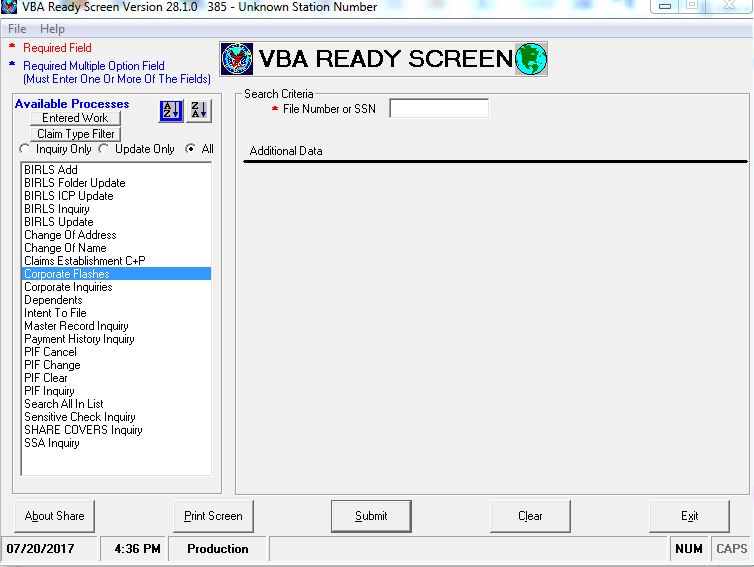 VBA Ready Screen Version 28.1.0 385 - Unknown Station Number
File Help
* Required Field
* Required Multiple Option Field
(Must Enter One Or More Of The Fields)
VBA READY SCREEN
Available Processes
Entered Work
Claim Type Filter
A Z
Z A
Inquiry Only Update Only All
BIRLS Add
BIRLS Folder Update
BIRLS ICP Update
BIRLS Inquiry
BIRLS Update
Change Of Address
Change Of Name
Claims Establishment C+P
Corporate Flashes
Corporate Inquiries
Dependents
Intent To File
Master Record Inquiry
Payment History Inquiry
PIF Cancel
PIF Change
PIF Clear
PIF Inquiry
Search All In List
Sensitive Check Inquiry
SHARE COVERS Inquiry
SSA Inquiry
Search Criteria
* File Number or SSN
Additional Data
About Share Print Screen Submit Clear Exit
07/20/2017 4:36 PM Production NUM CAPS